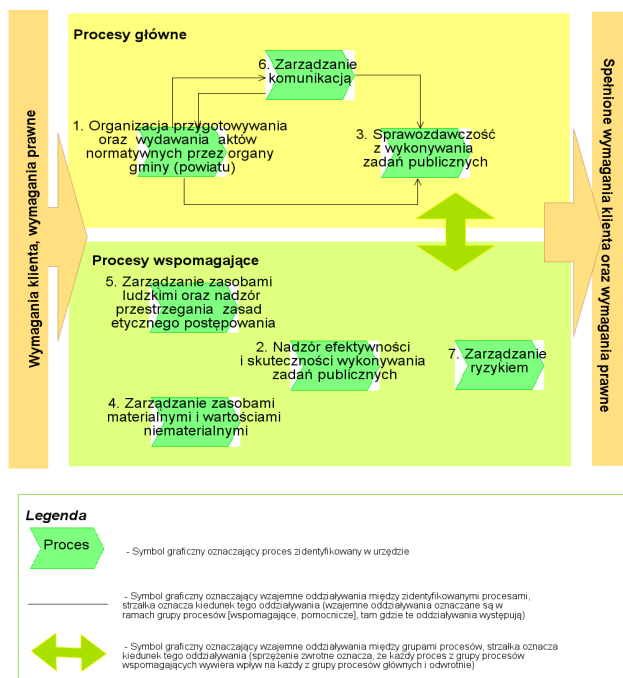 Procesy główne
6. Zarządzanie
komunikacją
1. Organizacja przygotowywania
oraz wydawania aktów
normatywnych przez organy
gminy (powiatu)
3. Sprawozdawczość
z wykonywania
zadań publicznych
Wymagania klienta, wymagania prawne
Spełnione wymagania klienta oraz wymagania prawne
Procesy wspomagające
5. Zarządzanie zasobami
ludzkimi oraz nadzór
przestrzegania zasad
etycznego postępowania
2. Nadzór efektywności
i skuteczności wykonywania
zadań publicznych
7. Zarządzanie
ryzykiem
4. Zarządzanie zasobami
materialnymi i wartościami
niematerialnymi
Legenda
Proces
- Symbol graficzny oznaczający proces zidentyfikowany w urzędzie
- Symbol graficzny oznaczający wzajemne oddziaływania między zidentyfikowanymi procesami,
strzałka oznacza kiedunek tego oddziaływania (wzajemne oddziaływania oznaczane są w
ramach grupy procesów [wspomagające, pomocnicze], tam gdzie te oddziaływania występują)
- Symbol graficzny oznaczający wzajemne oddziaływania między grupami procesów, strzałka oznacza
kiedunek tego oddziaływania (sprzężenie zwrotne oznacza, że każdy proces z grupy procesów
wspomagających wywiera wpływ na każdy z grupy procesów głównych i odwrotnie)